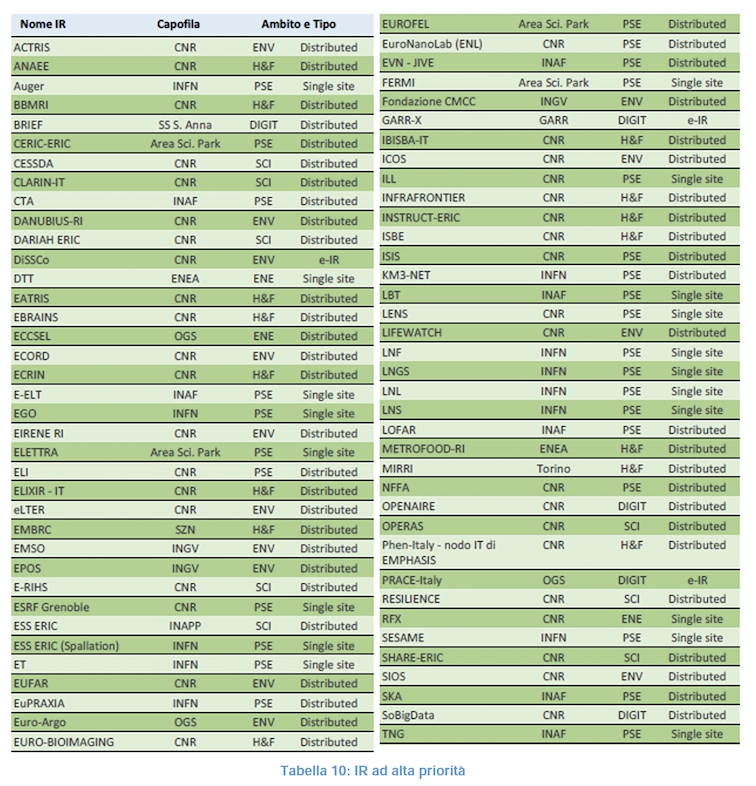 Nome IR Capofila Ambito e Tipo
ACTRIS CNR ENV Distributed
ANAEE CNR H&F Distributed
Auger INFN PSE Single site
BBMRI CNR H&F Distributed
BRIEF SS S. Anna DIGIT Distributed
CERIC-ERIC Area Sci. Park PSE Distributed
CESSDA CNR SCI Distributed
CLARIN-IT CNR SCI Distributed
CTA INAF PSE Distributed
DANUBIUS-RI CNR ENV Distributed
DARIAH ERIC CNR SCI Distributed
DiSSCo CNR ENV e-IR
DTT ENEA ENE Single site
EATRIS CNR H&F Distributed
EBRAINS CNR H&F Distributed
ECCSEL OGS ENE Distributed
ECORD CNR ENV Distributed
ECRIN CNR H&F Distributed
E-ELT INAF PSE Single site
EGO INFN PSE Single site
EIRENE RI CNR ENV Distributed
ELETTRA Area Sci. Park PSE Single site
ELI CNR PSE Distributed
ELIXIR - IT CNR H&F Distributed
eLTER CNR ENV Distributed
EMBRC SZN H&F Distributed
EMSO INGV ENV Distributed
EPOS INGV ENV Distributed
E-RIHS CNR SCI Distributed
ESRF Grenoble CNR PSE Single site
ESS ERIC INAPP SCI Distributed
ESS ERIC (Spallation) INFN PSE Single site
ET INFN PSE Single site
EUFAR CNR ENV Distributed
EuPRAXIA INFN PSE Distributed
Euro-Argo OGS ENV Distributed
EURO-BIOIMAGING CNR H&F Distributed
EUROFEL Area Sci. Park PSE Distributed
EuroNanoLab (ENL) CNR PSE Distributed
EVN - JIVE INAF PSE Distributed
FERMI Area Sci. Park PSE Single site
Fondazione CMCC INGV ENV Distributed
GARR-X GARR DIGIT e-IR
IBISBA-IT CNR H&F Distributed
ICOS CNR ENV Distributed
ILL CNR PSE Single site
INFRAFRONTIER CNR H&F Distributed
INSTRUCT-ERIC CNR H&F Distributed
ISBE CNR H&F Distributed
ISIS CNR PSE Distributed
KM3-NET INFN PSE Distributed
LBT INAF PSE Single site
LENS CNR PSE Single site
LIFEWATCH CNR ENV Distributed
LNF INFN PSE Single site
LNGS INFN PSE Single site
LNL INFN PSE Single site
LNS INFN PSE Single site
LOFAR INAF PSE Distributed
METROFOOD-RI ENEA H&F Distributed
MIRRI Torino H&F Distributed
NFFA CNR PSE Distributed
OPENAIRE CNR DIGIT Distributed
OPERAS CNR SCI Distributed
Phen-Italy - nodo IT di CNR H&F Distributed
EMPHASIS
PRACE-Italy OGS DIGIT e-IR
RESILIENCE CNR SCI Distributed
RFX CNR ENE Single site
SESAME INFN PSE Single site
SHARE-ERIC CNR SCI Distributed
SIOS CNR ENV Distributed
SKA INAF PSE Distributed
SoBigData CNR DIGIT Distributed
TNG INAF PSE Single site
Tabella 10: IR ad alta priorità